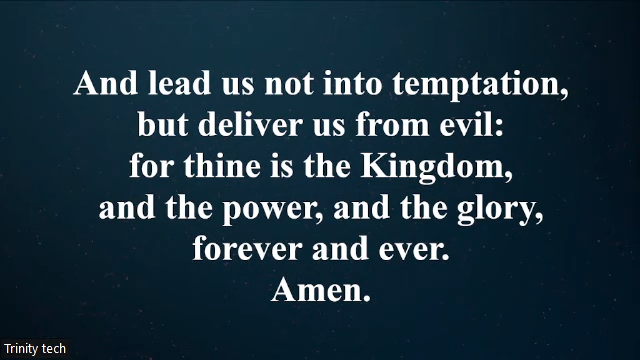 And lead us not into temptation,
but deliver us from evil:
for thine is the Kingdom,
and the power, and the glory,
forever and ever.
Amen.
Trinity tech